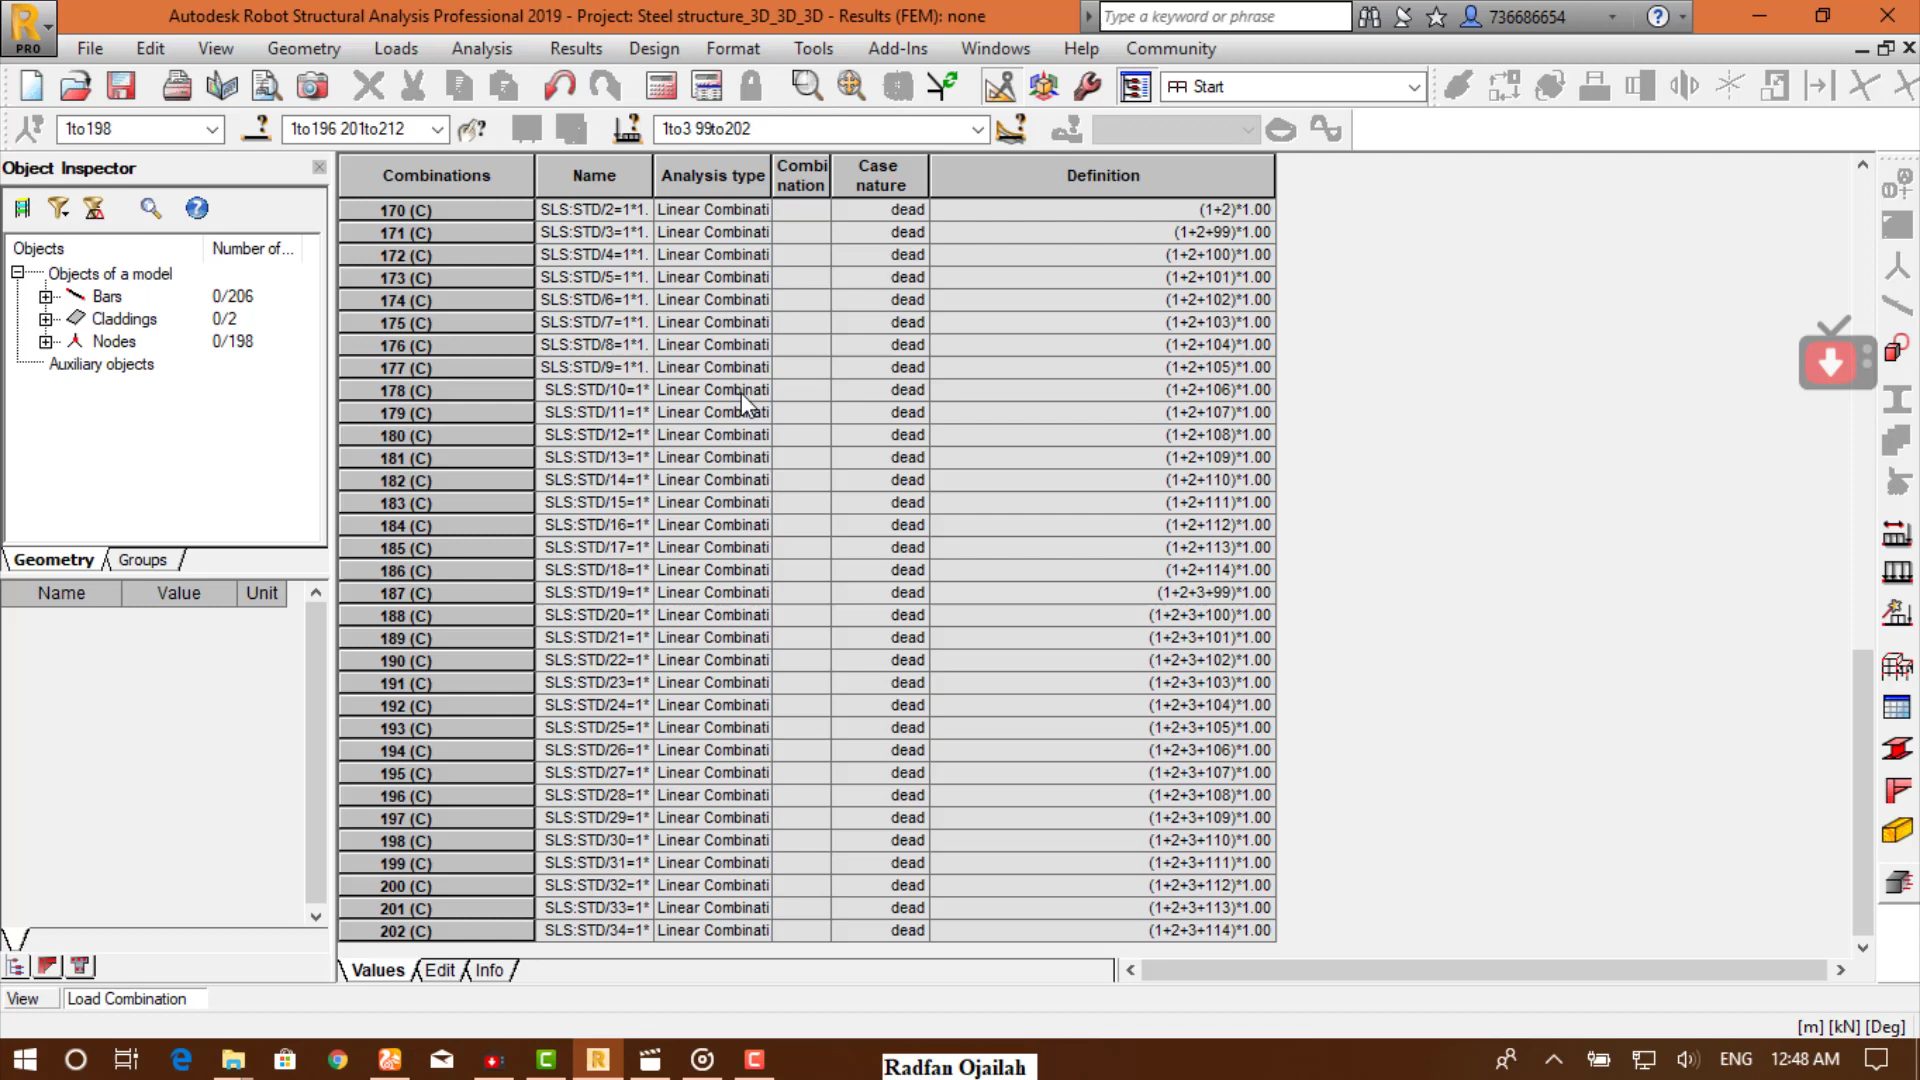 Autodesk Robot Structural Analysis Professional 2019 - Project: Steel structure_3D_3D_3D - Results (FEM): none
Type a keyword or phrase
736686654
PRO
File Edit View Geometry Loads Analysis Results Design Format Tools Add-Ins Windows Help Community
Start
1to198
1to196 201to212
1to3 99to202
Object Inspector
Objects Number of...
Objects of a model
Bars 0/206
Claddings 0/2
Nodes 0/198
Auxiliary objects
Geometry Groups
Name Value Unit
Combinations Name Analysis type Combi nation Case nature Definition
170 (C) SLS:STD/2=1*1. Linear Combinati dead (1+2)*1.00
171 (C) SLS:STD/3=1*1. Linear Combinati dead (1+2+99)*1.00
172 (C) SLS:STD/4=1*1. Linear Combinati dead (1+2+100)*1.00
173 (C) SLS:STD/5=1*1. Linear Combinati dead (1+2+101)*1.00
174 (C) SLS:STD/6=1*1. Linear Combinati dead (1+2+102)*1.00
175 (C) SLS:STD/7=1*1. Linear Combinati dead (1+2+103)*1.00
176 (C) SLS:STD/8=1*1. Linear Combinati dead (1+2+104)*1.00
177 (C) SLS:STD/9=1*1. Linear Combinati dead (1+2+105)*1.00
178 (C) SLS:STD/10=1* Linear Combinati dead (1+2+106)*1.00
179 (C) SLS:STD/11=1* Linear Combinati dead (1+2+107)*1.00
180 (C) SLS:STD/12=1* Linear Combinati dead (1+2+108)*1.00
181 (C) SLS:STD/13=1* Linear Combinati dead (1+2+109)*1.00
182 (C) SLS:STD/14=1* Linear Combinati dead (1+2+110)*1.00
183 (C) SLS:STD/15=1* Linear Combinati dead (1+2+111)*1.00
184 (C) SLS:STD/16=1* Linear Combinati dead (1+2+112)*1.00
185 (C) SLS:STD/17=1* Linear Combinati dead (1+2+113)*1.00
186 (C) SLS:STD/18=1* Linear Combinati dead (1+2+114)*1.00
187 (C) SLS:STD/19=1* Linear Combinati dead (1+2+3+99)*1.00
188 (C) SLS:STD/20=1* Linear Combinati dead (1+2+3+100)*1.00
189 (C) SLS:STD/21=1* Linear Combinati dead (1+2+3+101)*1.00
190 (C) SLS:STD/22=1* Linear Combinati dead (1+2+3+102)*1.00
191 (C) SLS:STD/23=1* Linear Combinati dead (1+2+3+103)*1.00
192 (C) SLS:STD/24=1* Linear Combinati dead (1+2+3+104)*1.00
193 (C) SLS:STD/25=1* Linear Combinati dead (1+2+3+105)*1.00
194 (C) SLS:STD/26=1* Linear Combinati dead (1+2+3+106)*1.00
195 (C) SLS:STD/27=1* Linear Combinati dead (1+2+3+107)*1.00
196 (C) SLS:STD/28=1* Linear Combinati dead (1+2+3+108)*1.00
197 (C) SLS:STD/29=1* Linear Combinati dead (1+2+3+109)*1.00
198 (C) SLS:STD/30=1* Linear Combinati dead (1+2+3+110)*1.00
199 (C) SLS:STD/31=1* Linear Combinati dead (1+2+3+111)*1.00
200 (C) SLS:STD/32=1* Linear Combinati dead (1+2+3+112)*1.00
201 (C) SLS:STD/33=1* Linear Combinati dead (1+2+3+113)*1.00
202 (C) SLS:STD/34=1* Linear Combinati dead (1+2+3+114)*1.00
Values Edit Info
View Load Combination
[m] [kN] [Deg]
Radfan Ojailah
ENG 12:48 AM